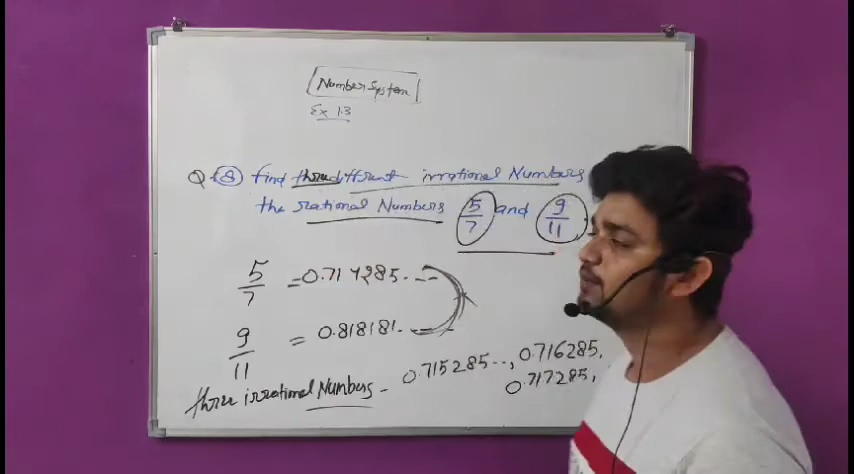 Number System
Ex 1.3
Q (8) find three different irrational Numbers
the rational Numbers 5/7 and 9/11
5/7 = 0.714285...--
9/11 = 0.818181...--
three irrational Numbers - 0.715285..., 0.716285,
0.717285,